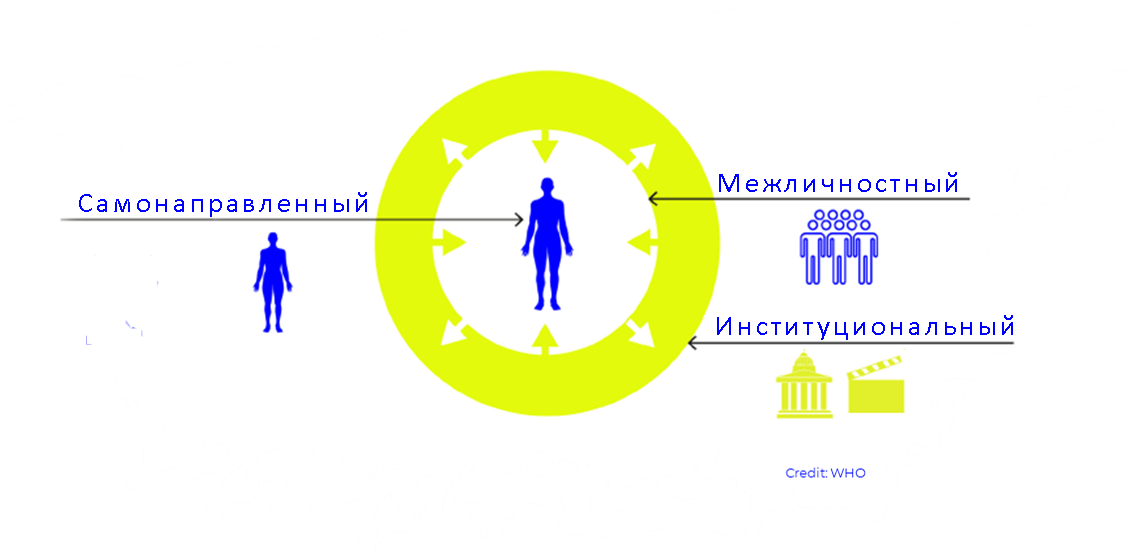 Межличностный
Самонаправленный
Институциональный
Credit: WHO